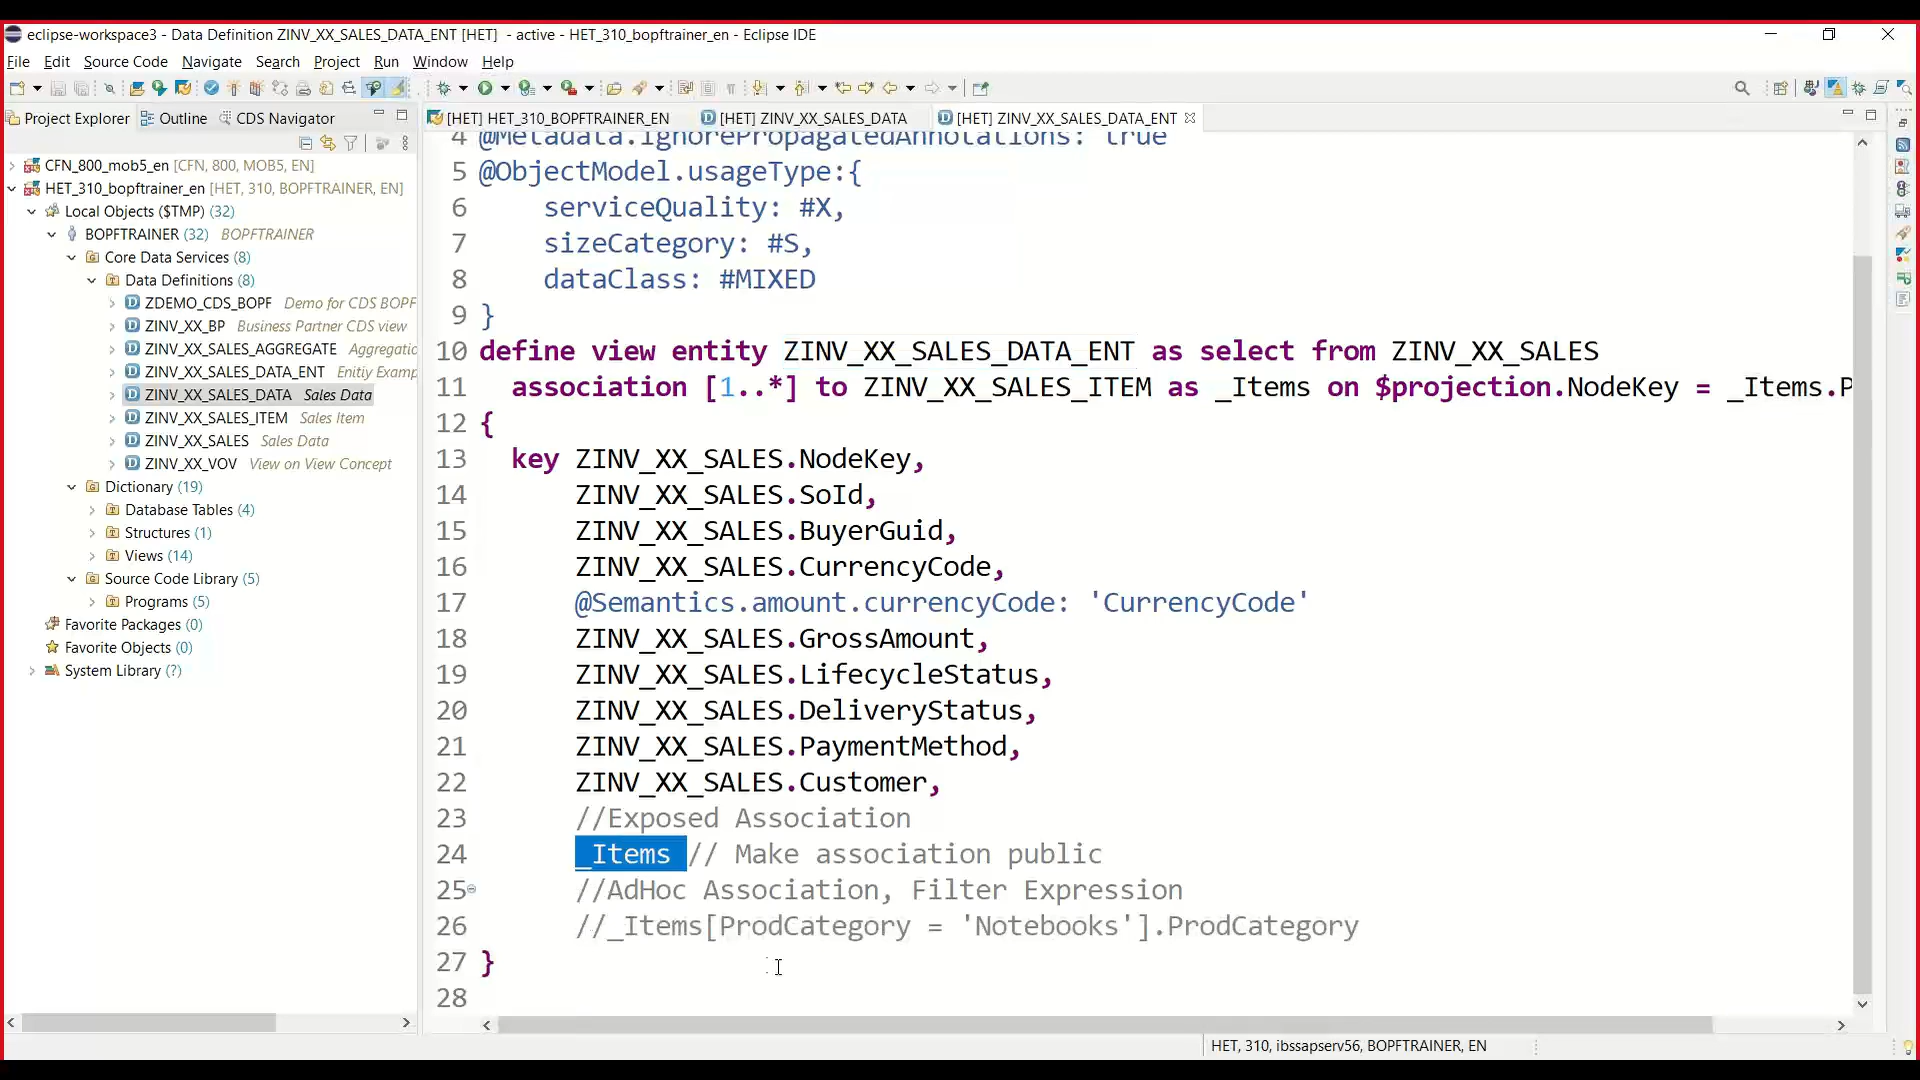 eclipse-workspace3 - Data Definition ZINV_XX_SALES_DATA_ENT [HET] - active - HET_310_bopftrainer_en - Eclipse IDE
File Edit Source Code Navigate Search Project Run Window Help
Project Explorer Outline CDS Navigator
[HET] HET_310_BOPFTRAINER_EN [HET] ZINV_XX_SALES_DATA [HET] ZINV_XX_SALES_DATA_ENT
CFN_800_mob5_en [CFN, 800, MOB5, EN]
HET_310_bopftrainer_en [HET, 310, BOPFTRAINER, EN]
Local Objects ($TMP) (32)
BOPFTRAINER (32) BOPFTRAINER
Core Data Services (8)
Data Definitions (8)
ZDEMO_CDS_BOPF Demo for CDS BOPF
ZINV_XX_BP Business Partner CDS view
ZINV_XX_SALES_AGGREGATE Aggregatio
ZINV_XX_SALES_DATA_ENT Entitiy Examp
ZINV_XX_SALES_DATA Sales Data
ZINV_XX_SALES_ITEM Sales Item
ZINV_XX_SALES Sales Data
ZINV_XX_VOV View on View Concept
Dictionary (19)
Database Tables (4)
Structures (1)
Views (14)
Source Code Library (5)
Programs (5)
Favorite Packages (0)
Favorite Objects (0)
System Library (?)
4 @Metadata.ignorePropagatedAnnotations: true
5 @ObjectModel.usageType:{
6 serviceQuality: #X,
7 sizeCategory: #S,
8 dataClass: #MIXED
9 }
10 define view entity ZINV_XX_SALES_DATA_ENT as select from ZINV_XX_SALES
11 association [1..*] to ZINV_XX_SALES_ITEM as _Items on $projection.NodeKey = _Items.P
12 {
13 key ZINV_XX_SALES.NodeKey,
14 ZINV_XX_SALES.SoId,
15 ZINV_XX_SALES.BuyerGuid,
16 ZINV_XX_SALES.CurrencyCode,
17 @Semantics.amount.currencyCode: 'CurrencyCode'
18 ZINV_XX_SALES.GrossAmount,
19 ZINV_XX_SALES.LifecycleStatus,
20 ZINV_XX_SALES.DeliveryStatus,
21 ZINV_XX_SALES.PaymentMethod,
22 ZINV_XX_SALES.Customer,
23 //Exposed Association
24 _Items // Make association public
25 //AdHoc Association, Filter Expression
26 //_Items[ProdCategory = 'Notebooks'].ProdCategory
27 }
28
HET, 310, ibssapserv56, BOPFTRAINER, EN